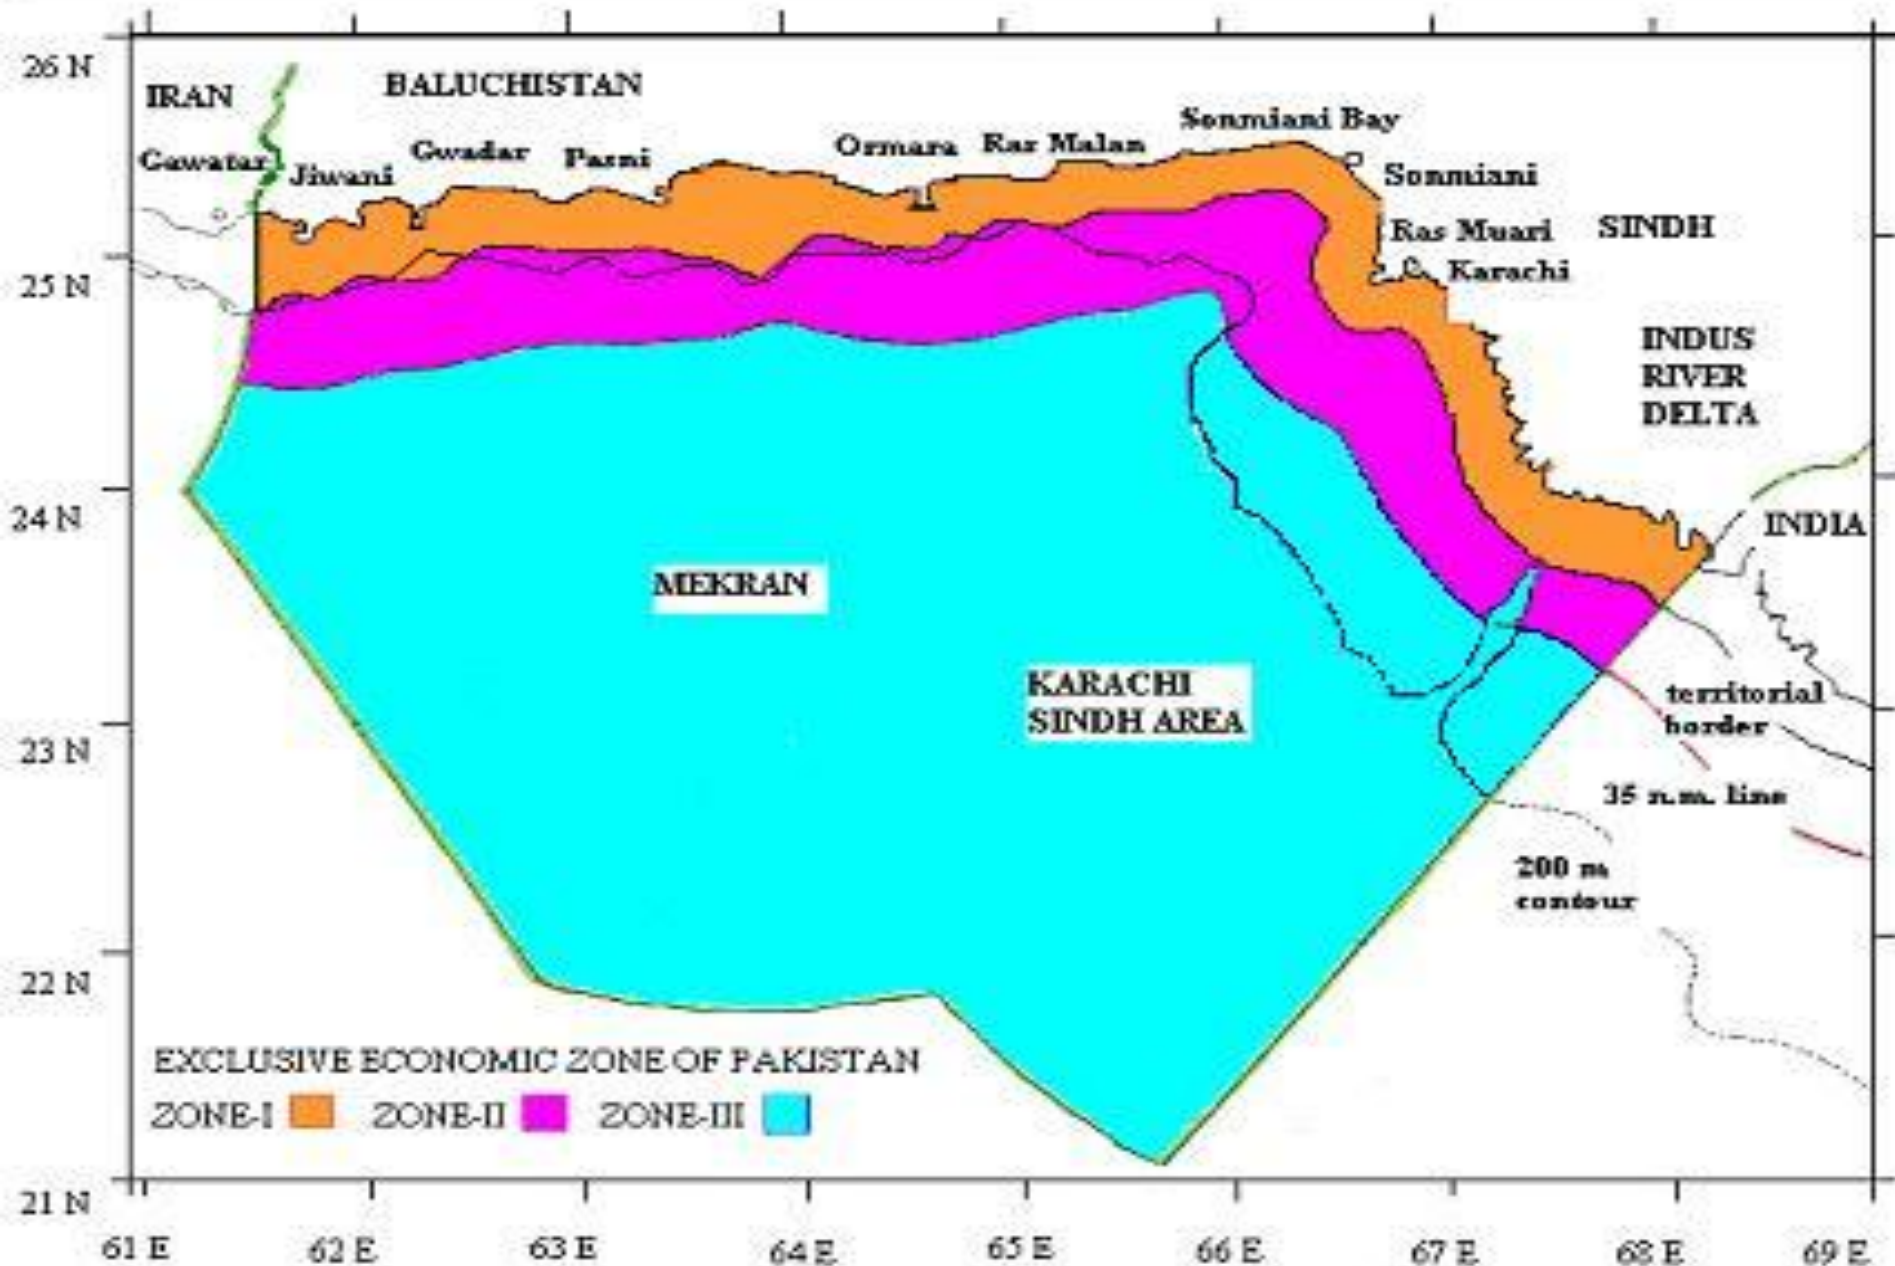 26 N
IRAN
BALUCHISTAN
Sonmiani Bay
Gawatar
Jiwani
Gwadar
Pasni
Ormara
Ras Malan
Sonmiani
Ras Muari
SINDH
Karachi
25 N
INDUS
RIVER
DELTA
24 N
INDIA
MEKRAN
KARACHI
SINDH AREA
territorial
border
23 N
35 n.m. line
200 m
contour
22 N
EXCLUSIVE ECONOMIC ZONE OF PAKISTAN
ZONE-I ZONE-II ZONE-III
21 N
61 E 62 E 63 E 64 E 65 E 66 E 67 E 68 E 69 E